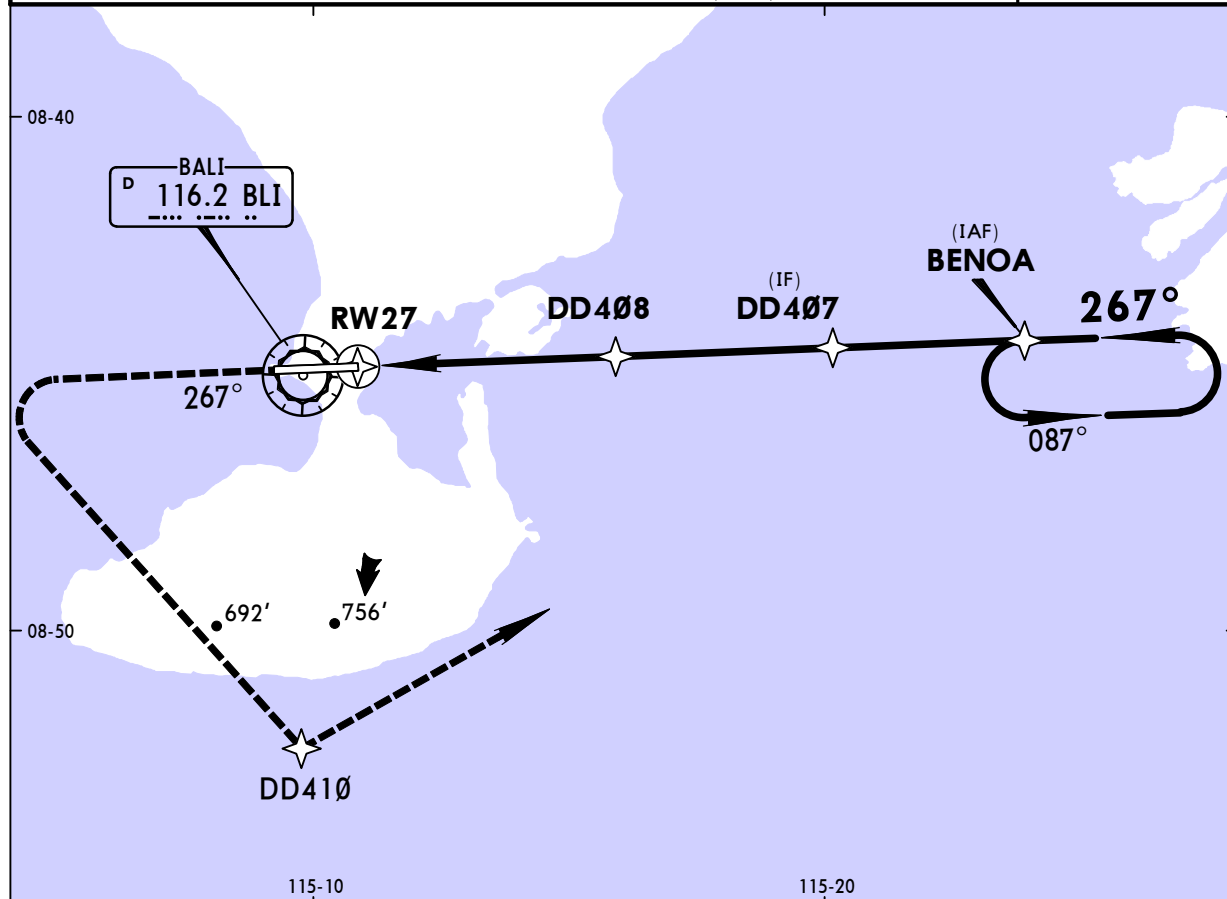 08-40
BALI
D 116.2 BLI
(IAF)
BENOA
(IF)
DD4Ø7
DD4Ø8
RW27
267°
267°
087°
692'
756'
08-50
DD41Ø
115-10
115-20